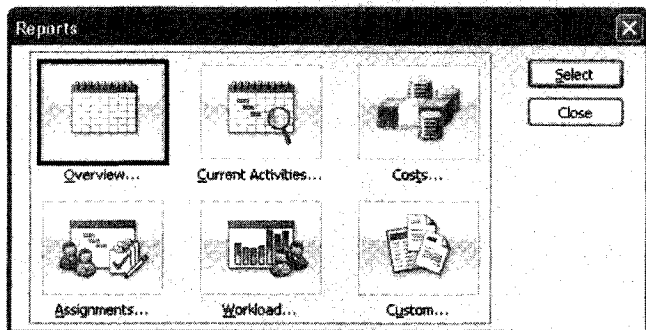 Reports
Select
Close
Overview...
Current Activities...
Costs...
Assignments...
Workload...
Custom...